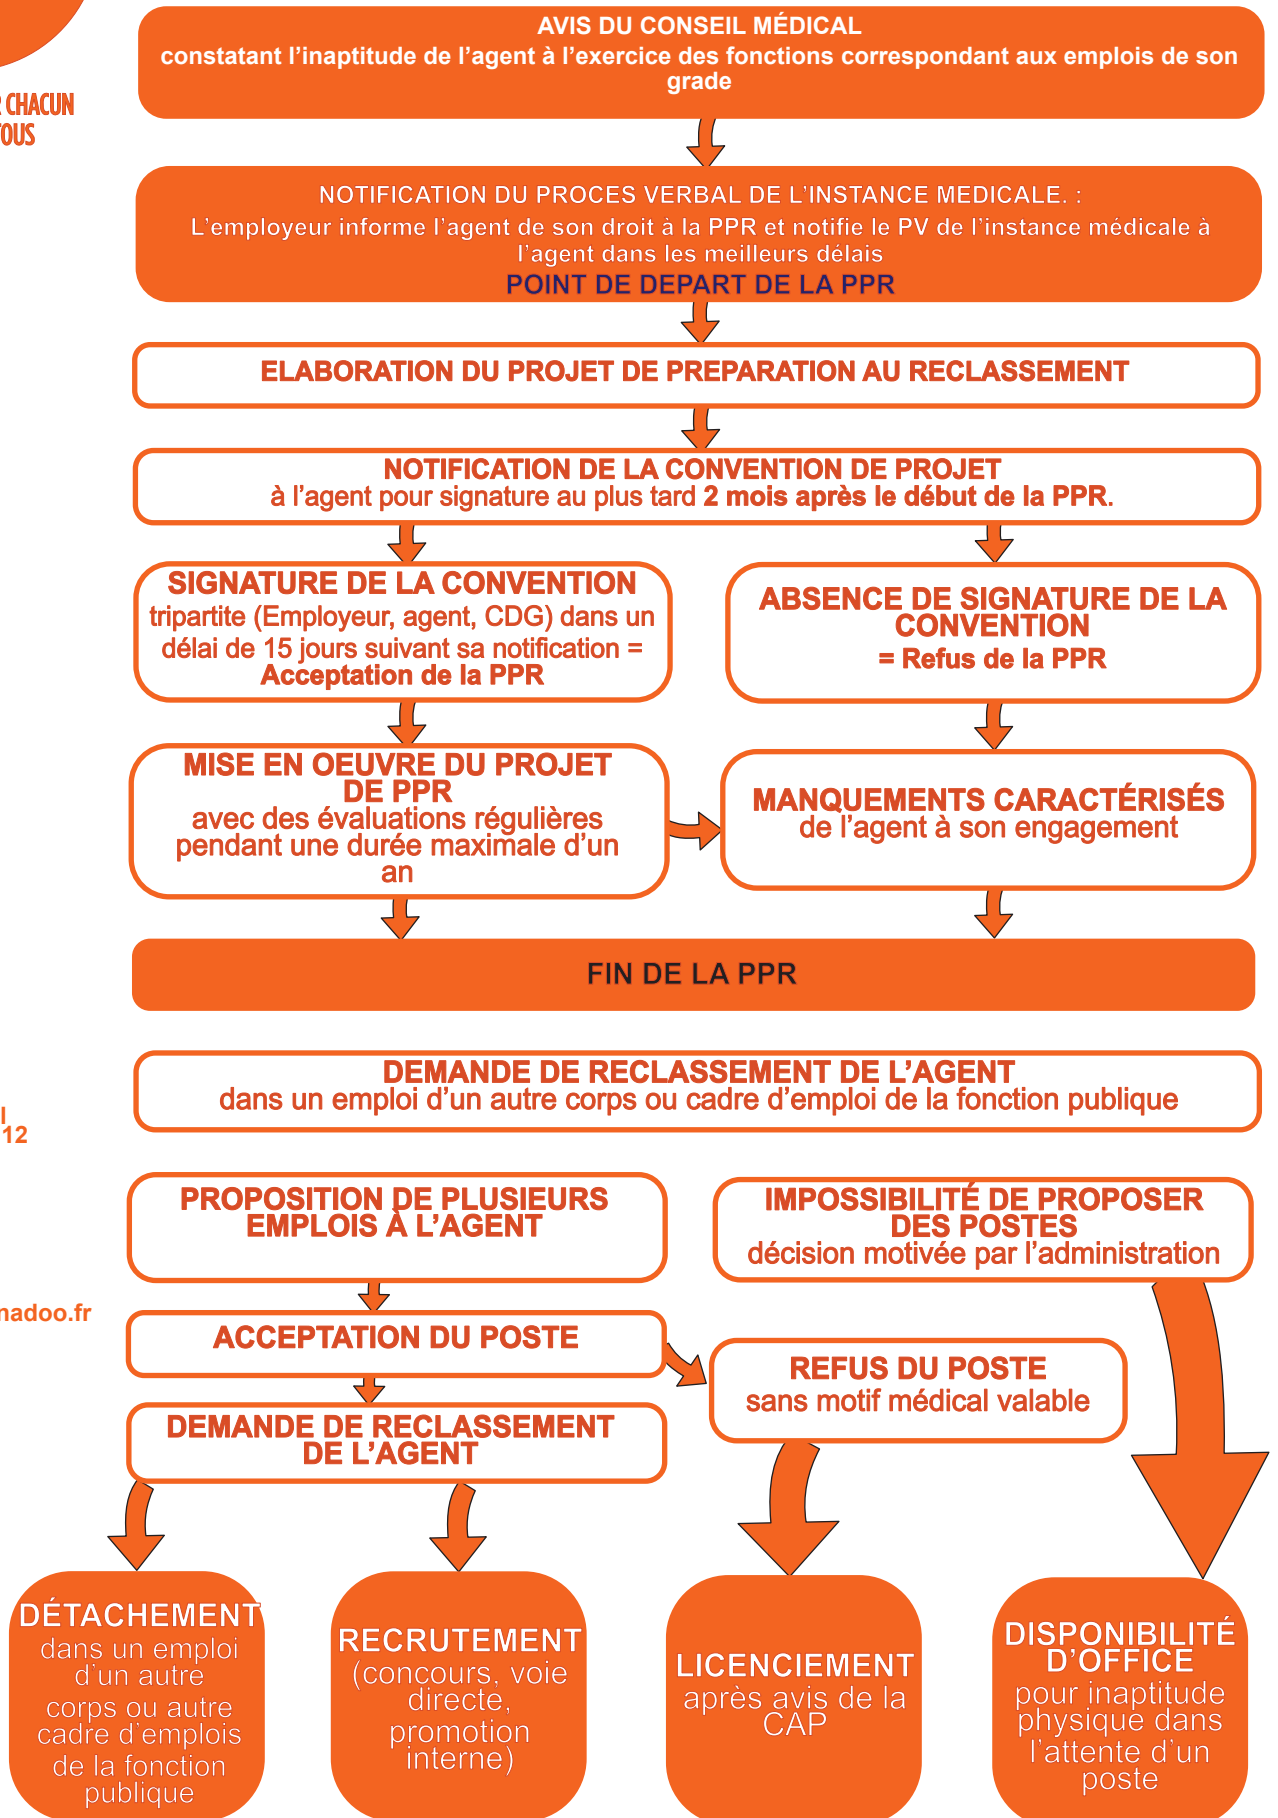 R CHACUN
TOUS
AVIS DU CONSEIL MÉDICAL
constatant l'inaptitude de l'agent à l'exercice des fonctions correspondant aux emplois de son
grade
NOTIFICATION DU PROCES VERBAL DE L'INSTANCE MEDICALE. :
L'employeur informe l'agent de son droit à la PPR et notifie le PV de l'instance médicale à
l'agent dans les meilleurs délais
POINT DE DEPART DE LA PPR
ELABORATION DU PROJET DE PREPARATION AU RECLASSEMENT
NOTIFICATION DE LA CONVENTION DE PROJET
à l'agent pour signature au plus tard 2 mois après le début de la PPR.
SIGNATURE DE LA CONVENTION
tripartite (Employeur, agent, CDG) dans un
délai de 15 jours suivant sa notification =
Acceptation de la PPR
ABSENCE DE SIGNATURE DE LA
CONVENTION
= Refus de la PPR
MISE EN OEUVRE DU PROJET
DE PPR
avec des évaluations régulières
pendant une durée maximale d'un
an
MANQUEMENTS CARACTÉRISÉS
de l'agent à son engagement
FIN DE LA PPR
DEMANDE DE RECLASSEMENT DE L'AGENT
dans un emploi d'un autre corps ou cadre d'emploi de la fonction publique
l
12
PROPOSITION DE PLUSIEURS
EMPLOIS À L'AGENT
IMPOSSIBILITÉ DE PROPOSER
DES POSTES
décision motivée par l'administration
nadoo.fr
ACCEPTATION DU POSTE
REFUS DU POSTE
sans motif médical valable
DEMANDE DE RECLASSEMENT
DE L'AGENT
DÉTACHEMENT
dans un emploi
d'un autre
corps ou autre
cadre d'emplois
de la fonction
publique
RECRUTEMENT
(concours, voie
directe,
promotion
interne)
LICENCIEMENT
après avis de la
CAP
DISPONIBILITÉ
D'OFFICE
pour inaptitude
physique dans
l'attente d'un
poste